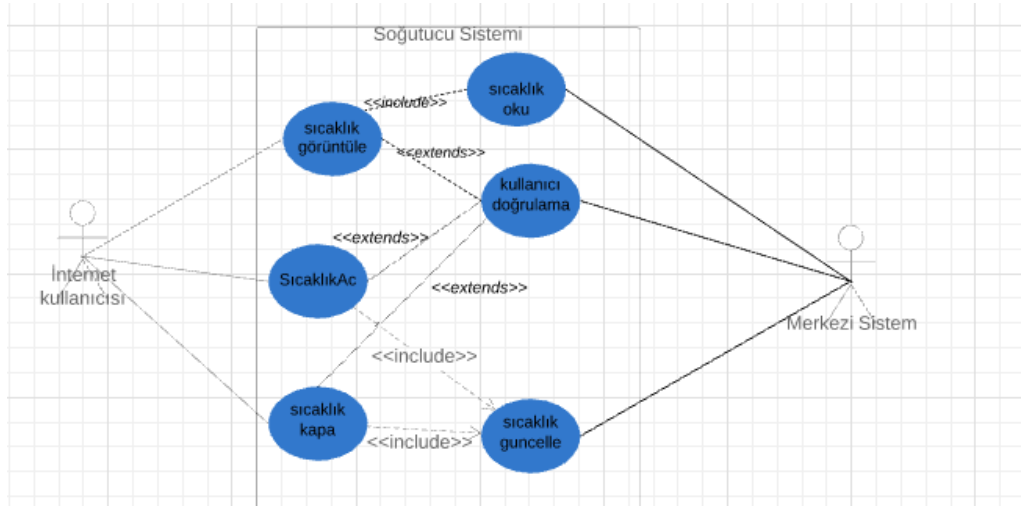 Soğutucu Sistemi
sıcaklık
oku
<<include>>
sıcaklık
görüntüle
<<extends>>
kullanıcı
doğrulama
<<extends>>
SıcaklıkAc
İnternet
kullanıcısı
<<extends>>
Merkezi Sistem
<<include>>
sıcaklık
kapa
sıcaklık
guncelle
<<include>>